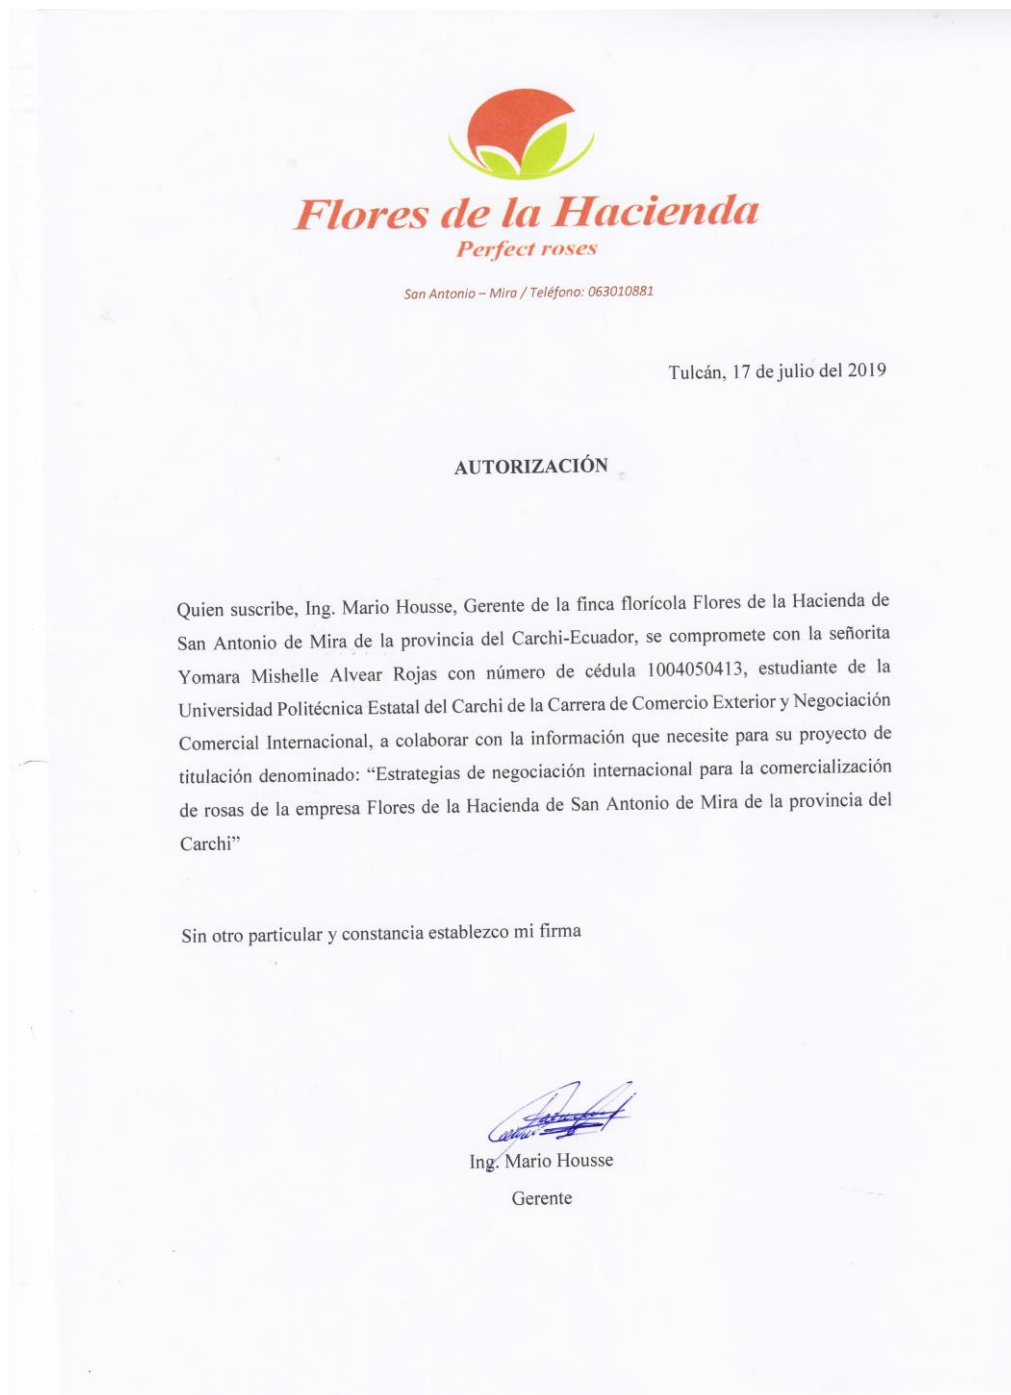 Flores de la Hacienda
Perfect roses
San Antonio – Mira / Teléfono: 063010881
Tulcán, 17 de julio del 2019
AUTORIZACIÓN
Quien suscribe, Ing. Mario Housse, Gerente de la finca florícola Flores de la Hacienda de
San Antonio de Mira de la provincia del Carchi-Ecuador, se compromete con la señorita
Yomara Mishelle Alvear Rojas con número de cédula 1004050413, estudiante de la
Universidad Politécnica Estatal del Carchi de la Carrera de Comercio Exterior y Negociación
Comercial Internacional, a colaborar con la información que necesite para su proyecto de
titulación denominado: “Estrategias de negociación internacional para la comercialización
de rosas de la empresa Flores de la Hacienda de San Antonio de Mira de la provincia del
Carchi”
Sin otro particular y constancia establezco mi firma
Ing. Mario Housse
Gerente